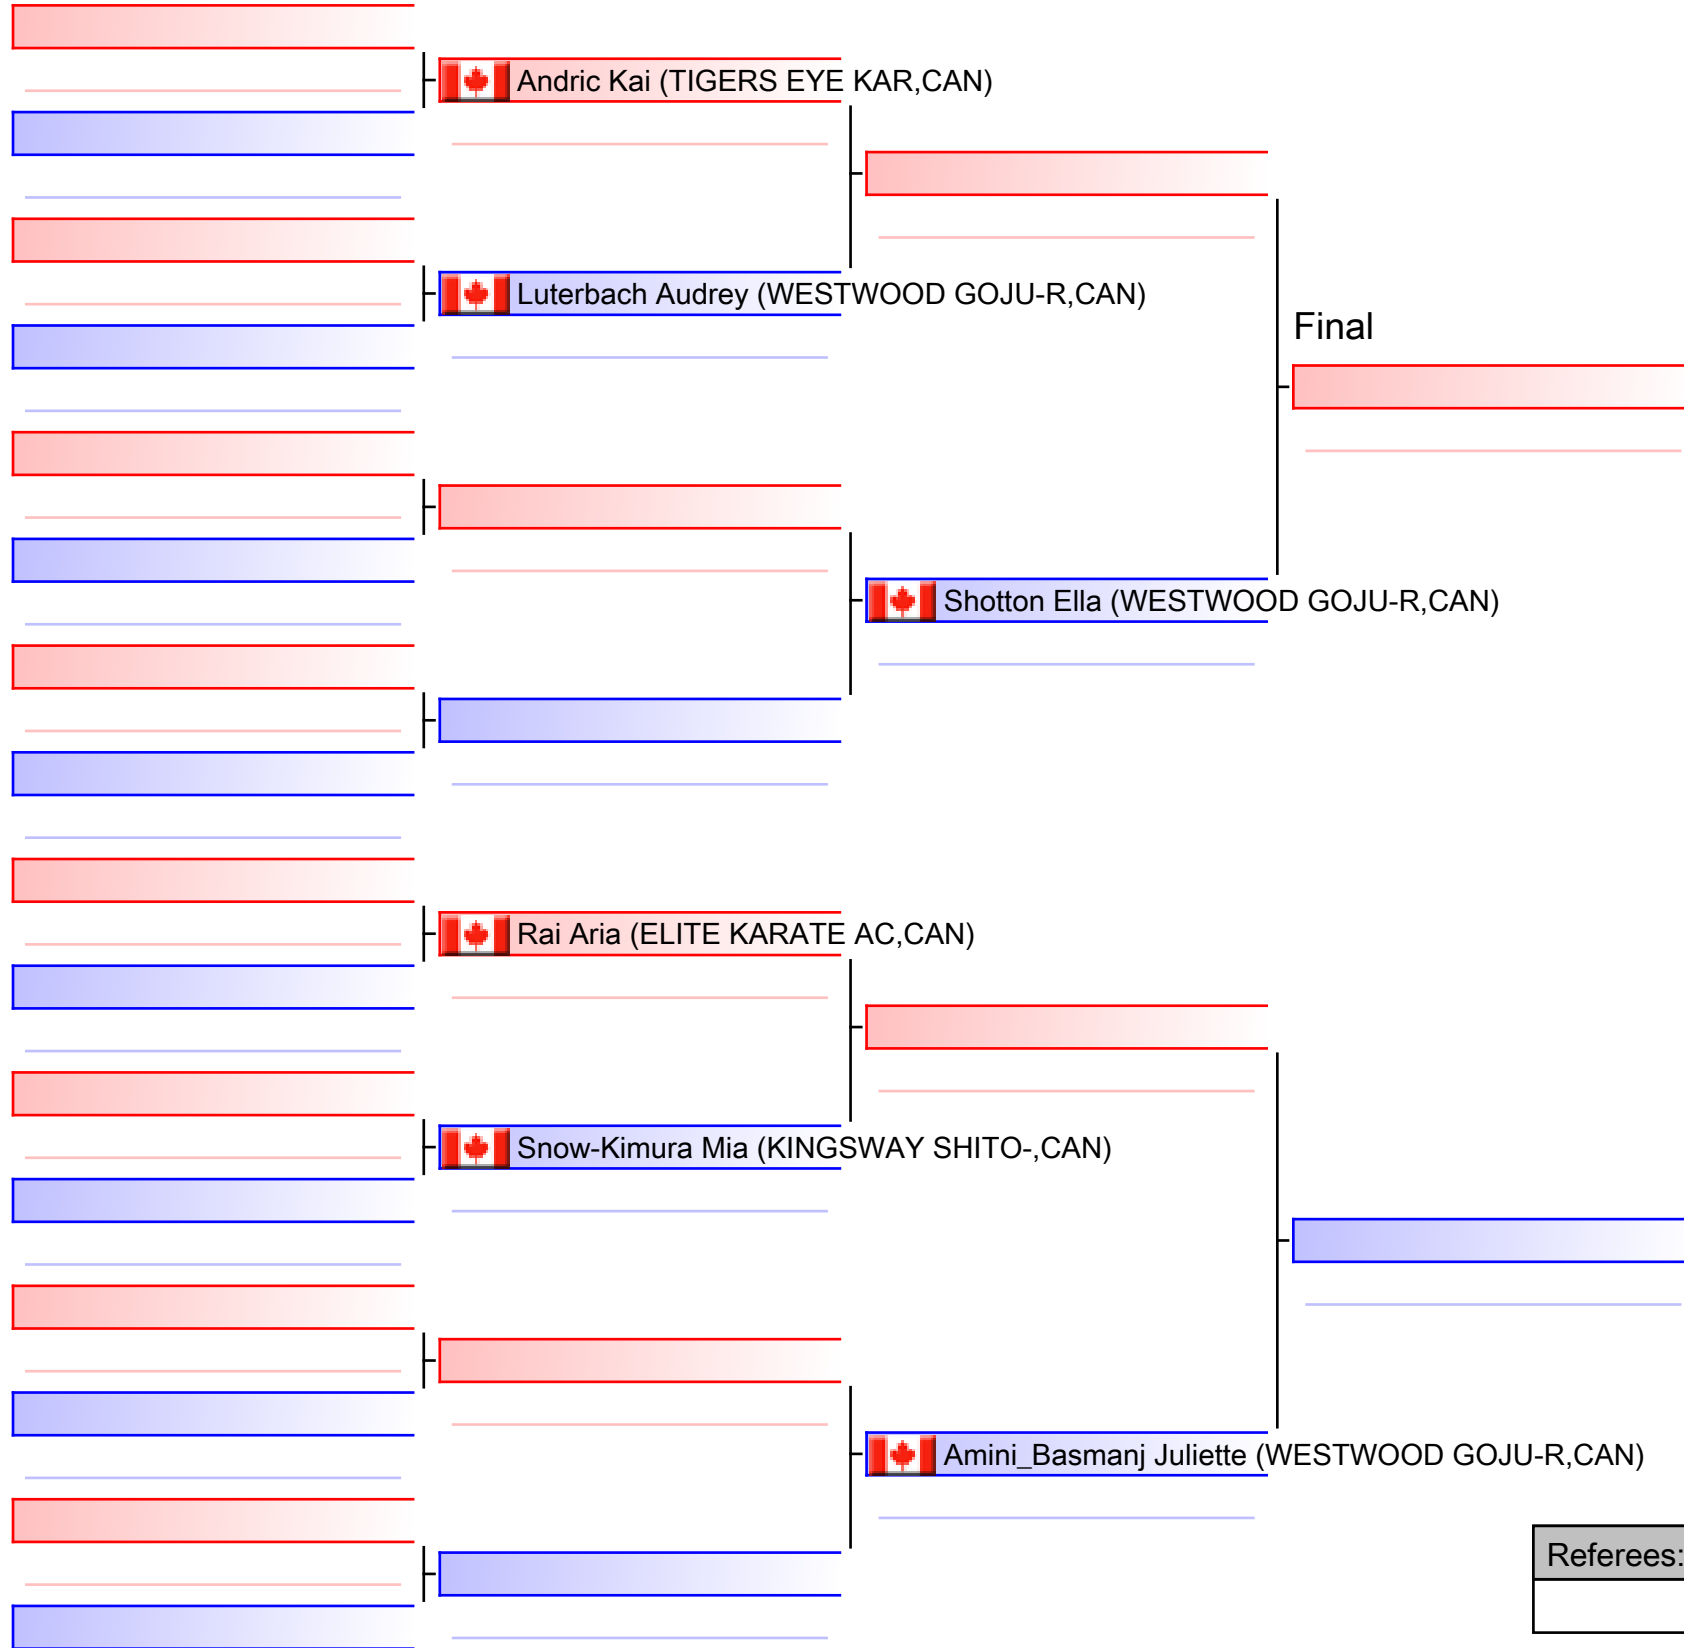 Andric Kai (TIGERS EYE KAR,CAN)
Luterbach Audrey (WESTWOOD GOJU-R,CAN)
Final
Shotton Ella (WESTWOOD GOJU-R,CAN)
Rai Aria (ELITE KARATE AC,CAN)
Snow-Kimura Mia (KINGSWAY SHITO-,CAN)
Amini_Basmanj Juliette (WESTWOOD GOJU-R,CAN)
Referees: